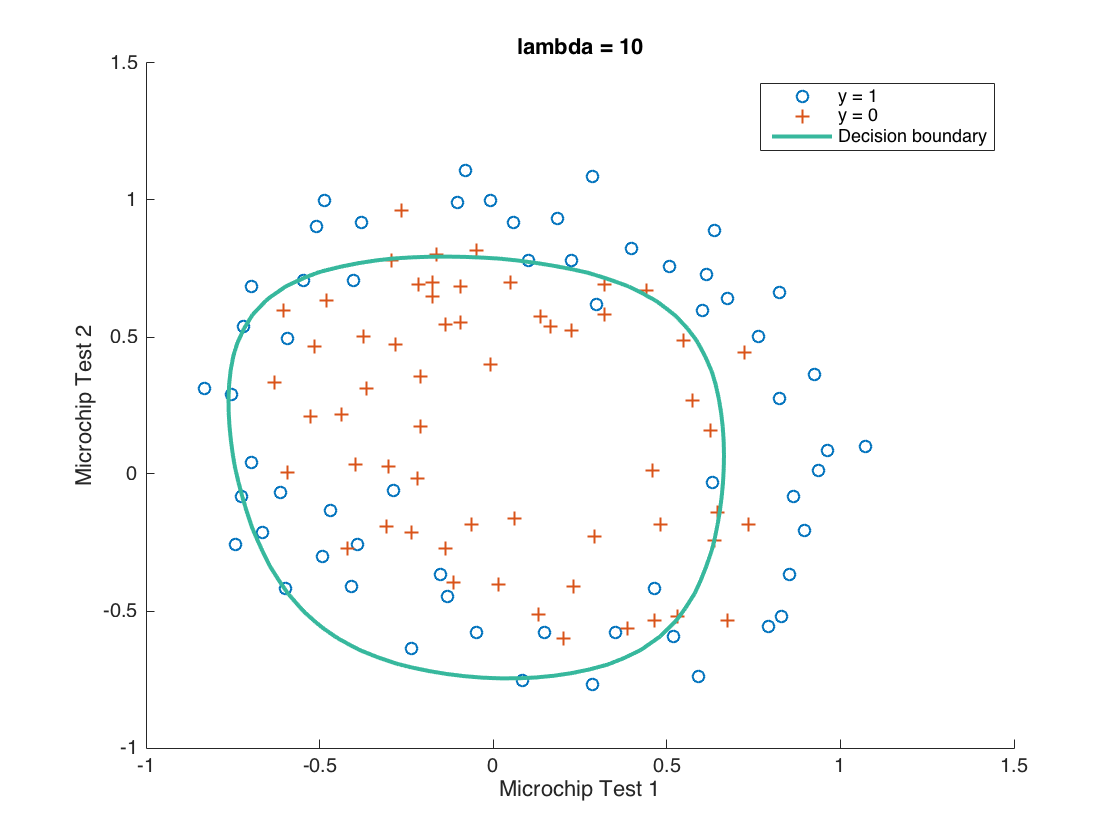 lambda = 10
y = 1
y = 0
Decision boundary
1.5
1
0.5
0
-0.5
-1
Microchip Test 2
-1
-0.5
0
0.5
1
1.5
Microchip Test 1